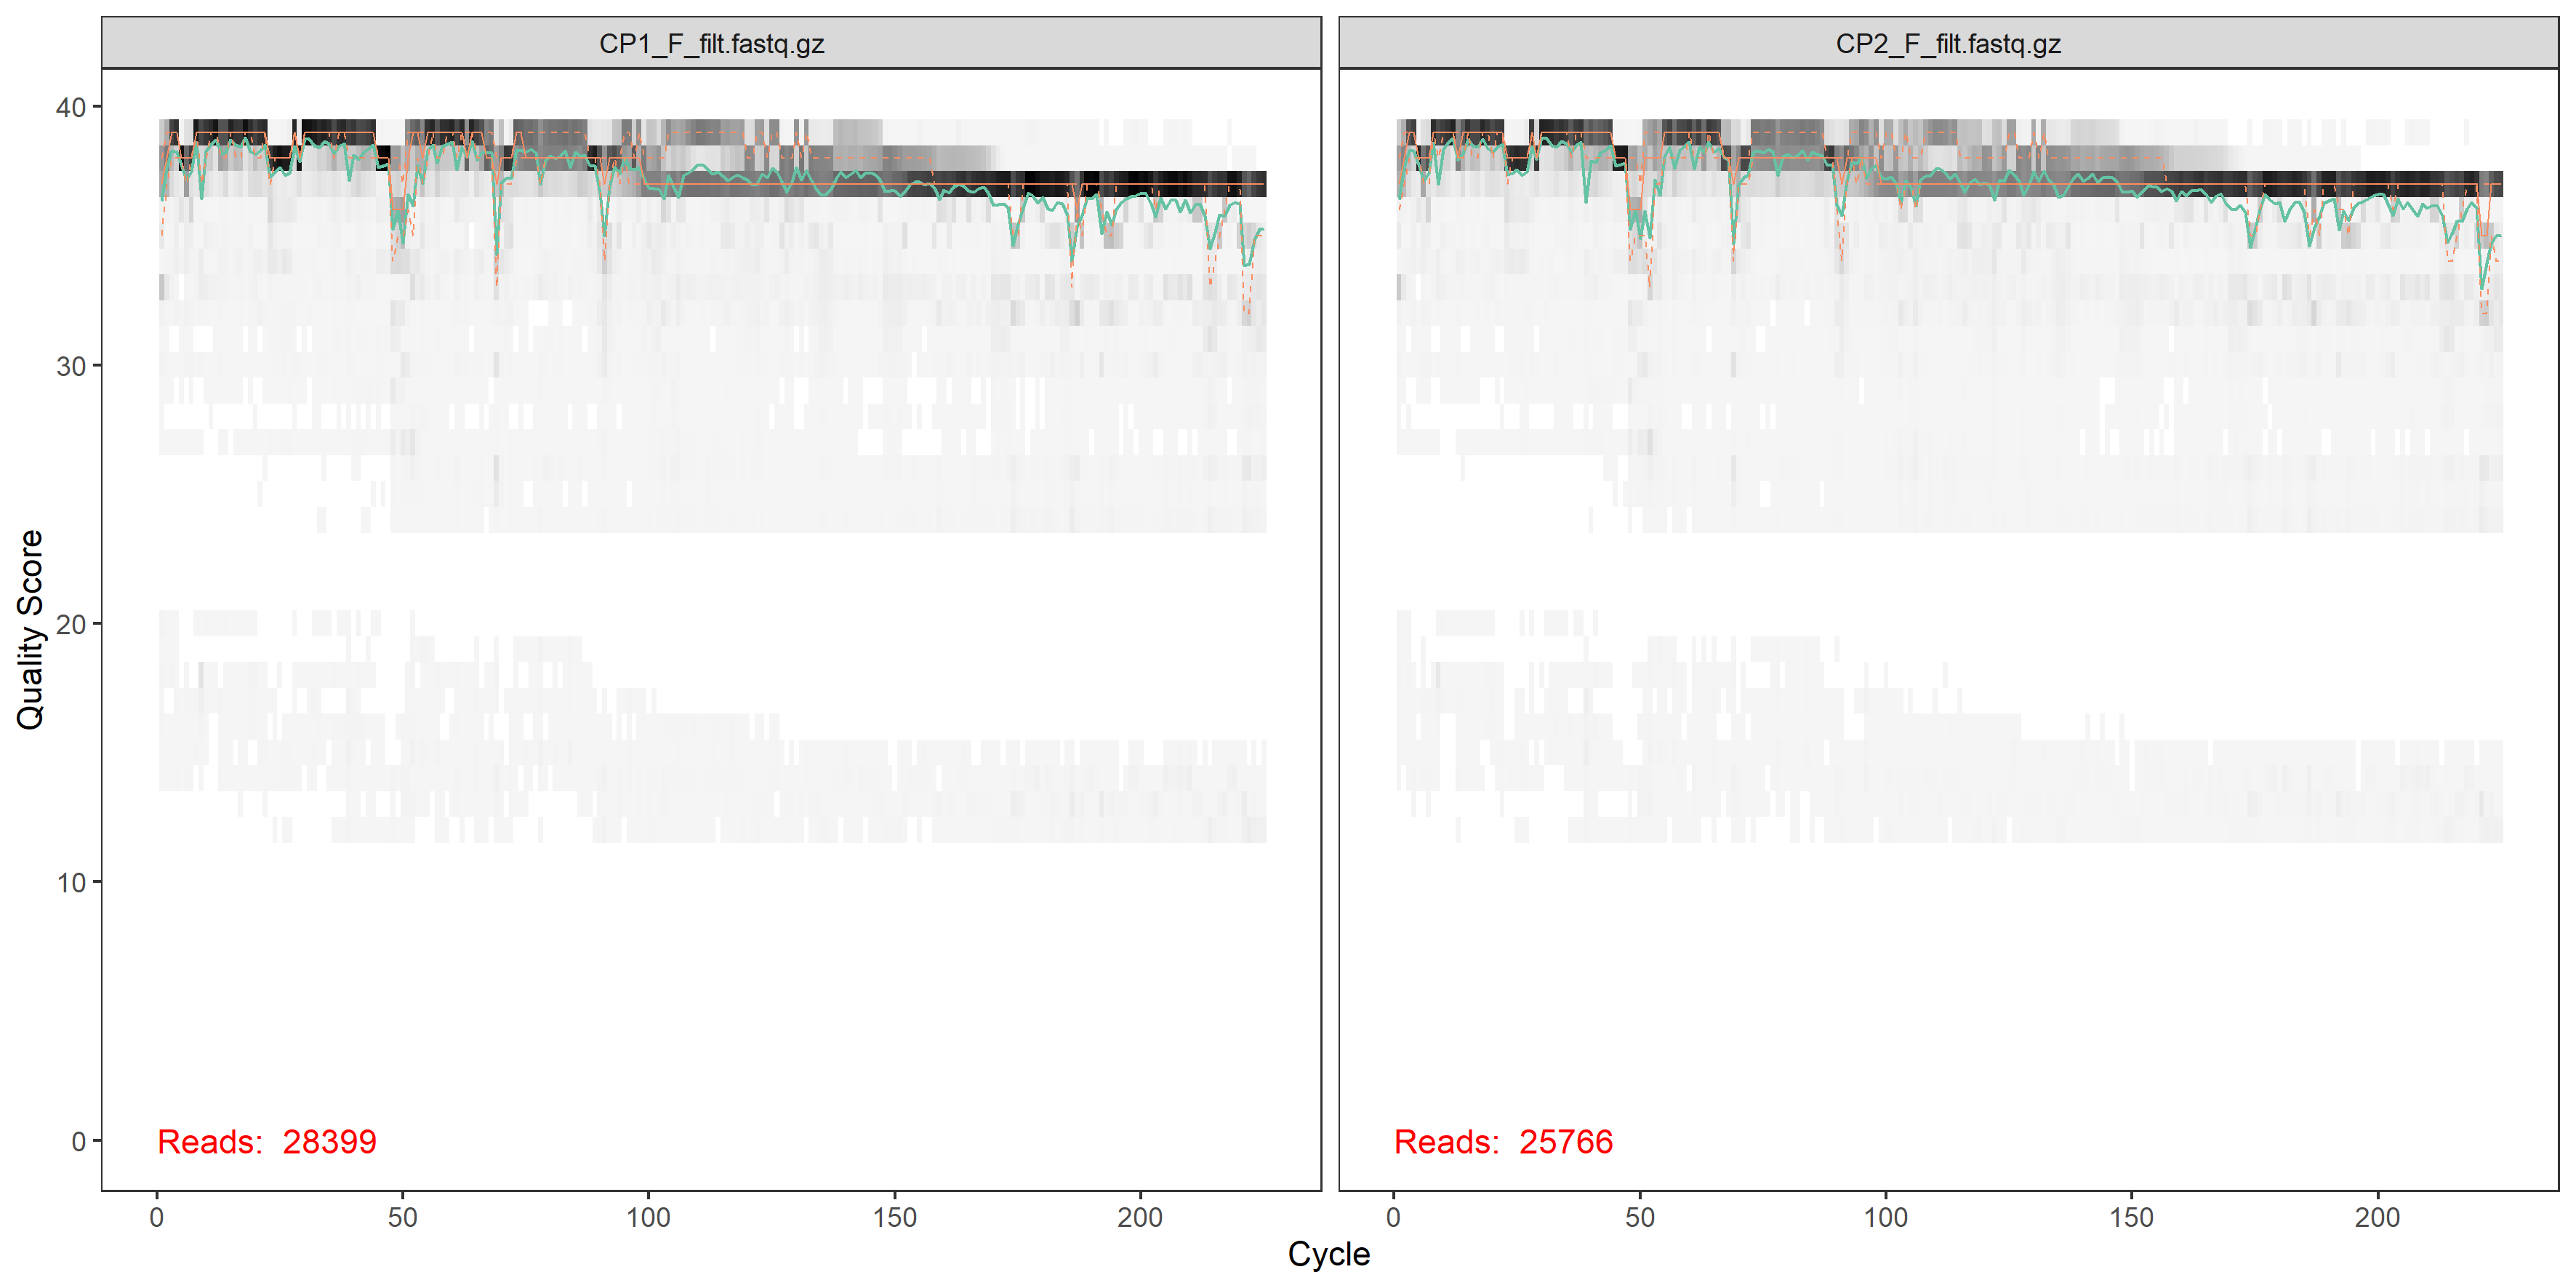 CP1_F_filt.fastq.gz
CP2_F_filt.fastq.gz
Quality Score
40
30
20
10
0
Reads:  28399
Reads:  25766
0 50 100 150 200
0 50 100 150 200
Cycle